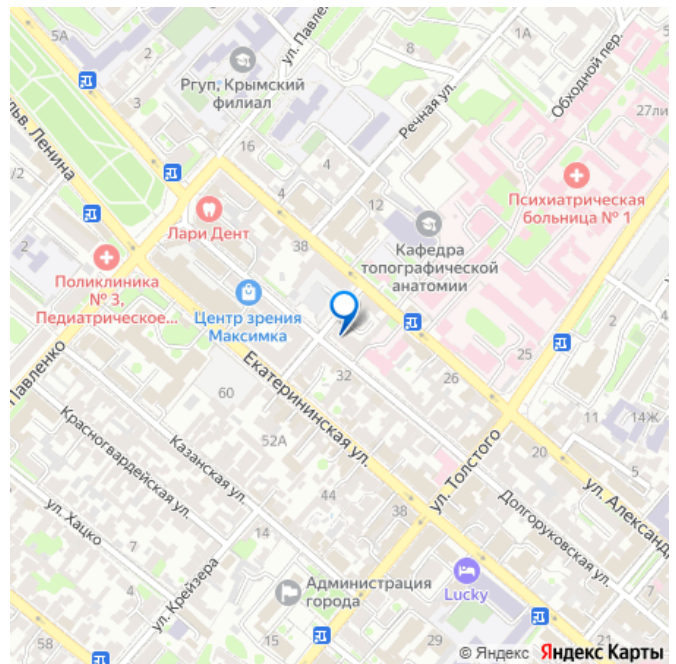 5А
2
1А
ул. Павле
8
Обходной пер.
Ргуп, Крымский
филиал
3
Речная ул.
27ли
16
льв. Ленина
/2
4
4
12
Психиатрическая
больница № 1
Лари Дент
2
38
Кафедра
топографической
анатомии
Поликлиника
№ 3,
Педиатрическое...
Центр зрения
Максимка
25
Павленко
60
32
26
Екатерининская ул.
11
14Ж
Красногвардейская ул.
Казанская ул.
52А
20
5
ул. Толстого
ул. Александ
44
38
Долгоруковская ул.
ул. Хацко
7
14
4
ул. Крейзера
Администрация
города
Lucky
58
15
29
21
© Яндекс Яндекс Карты